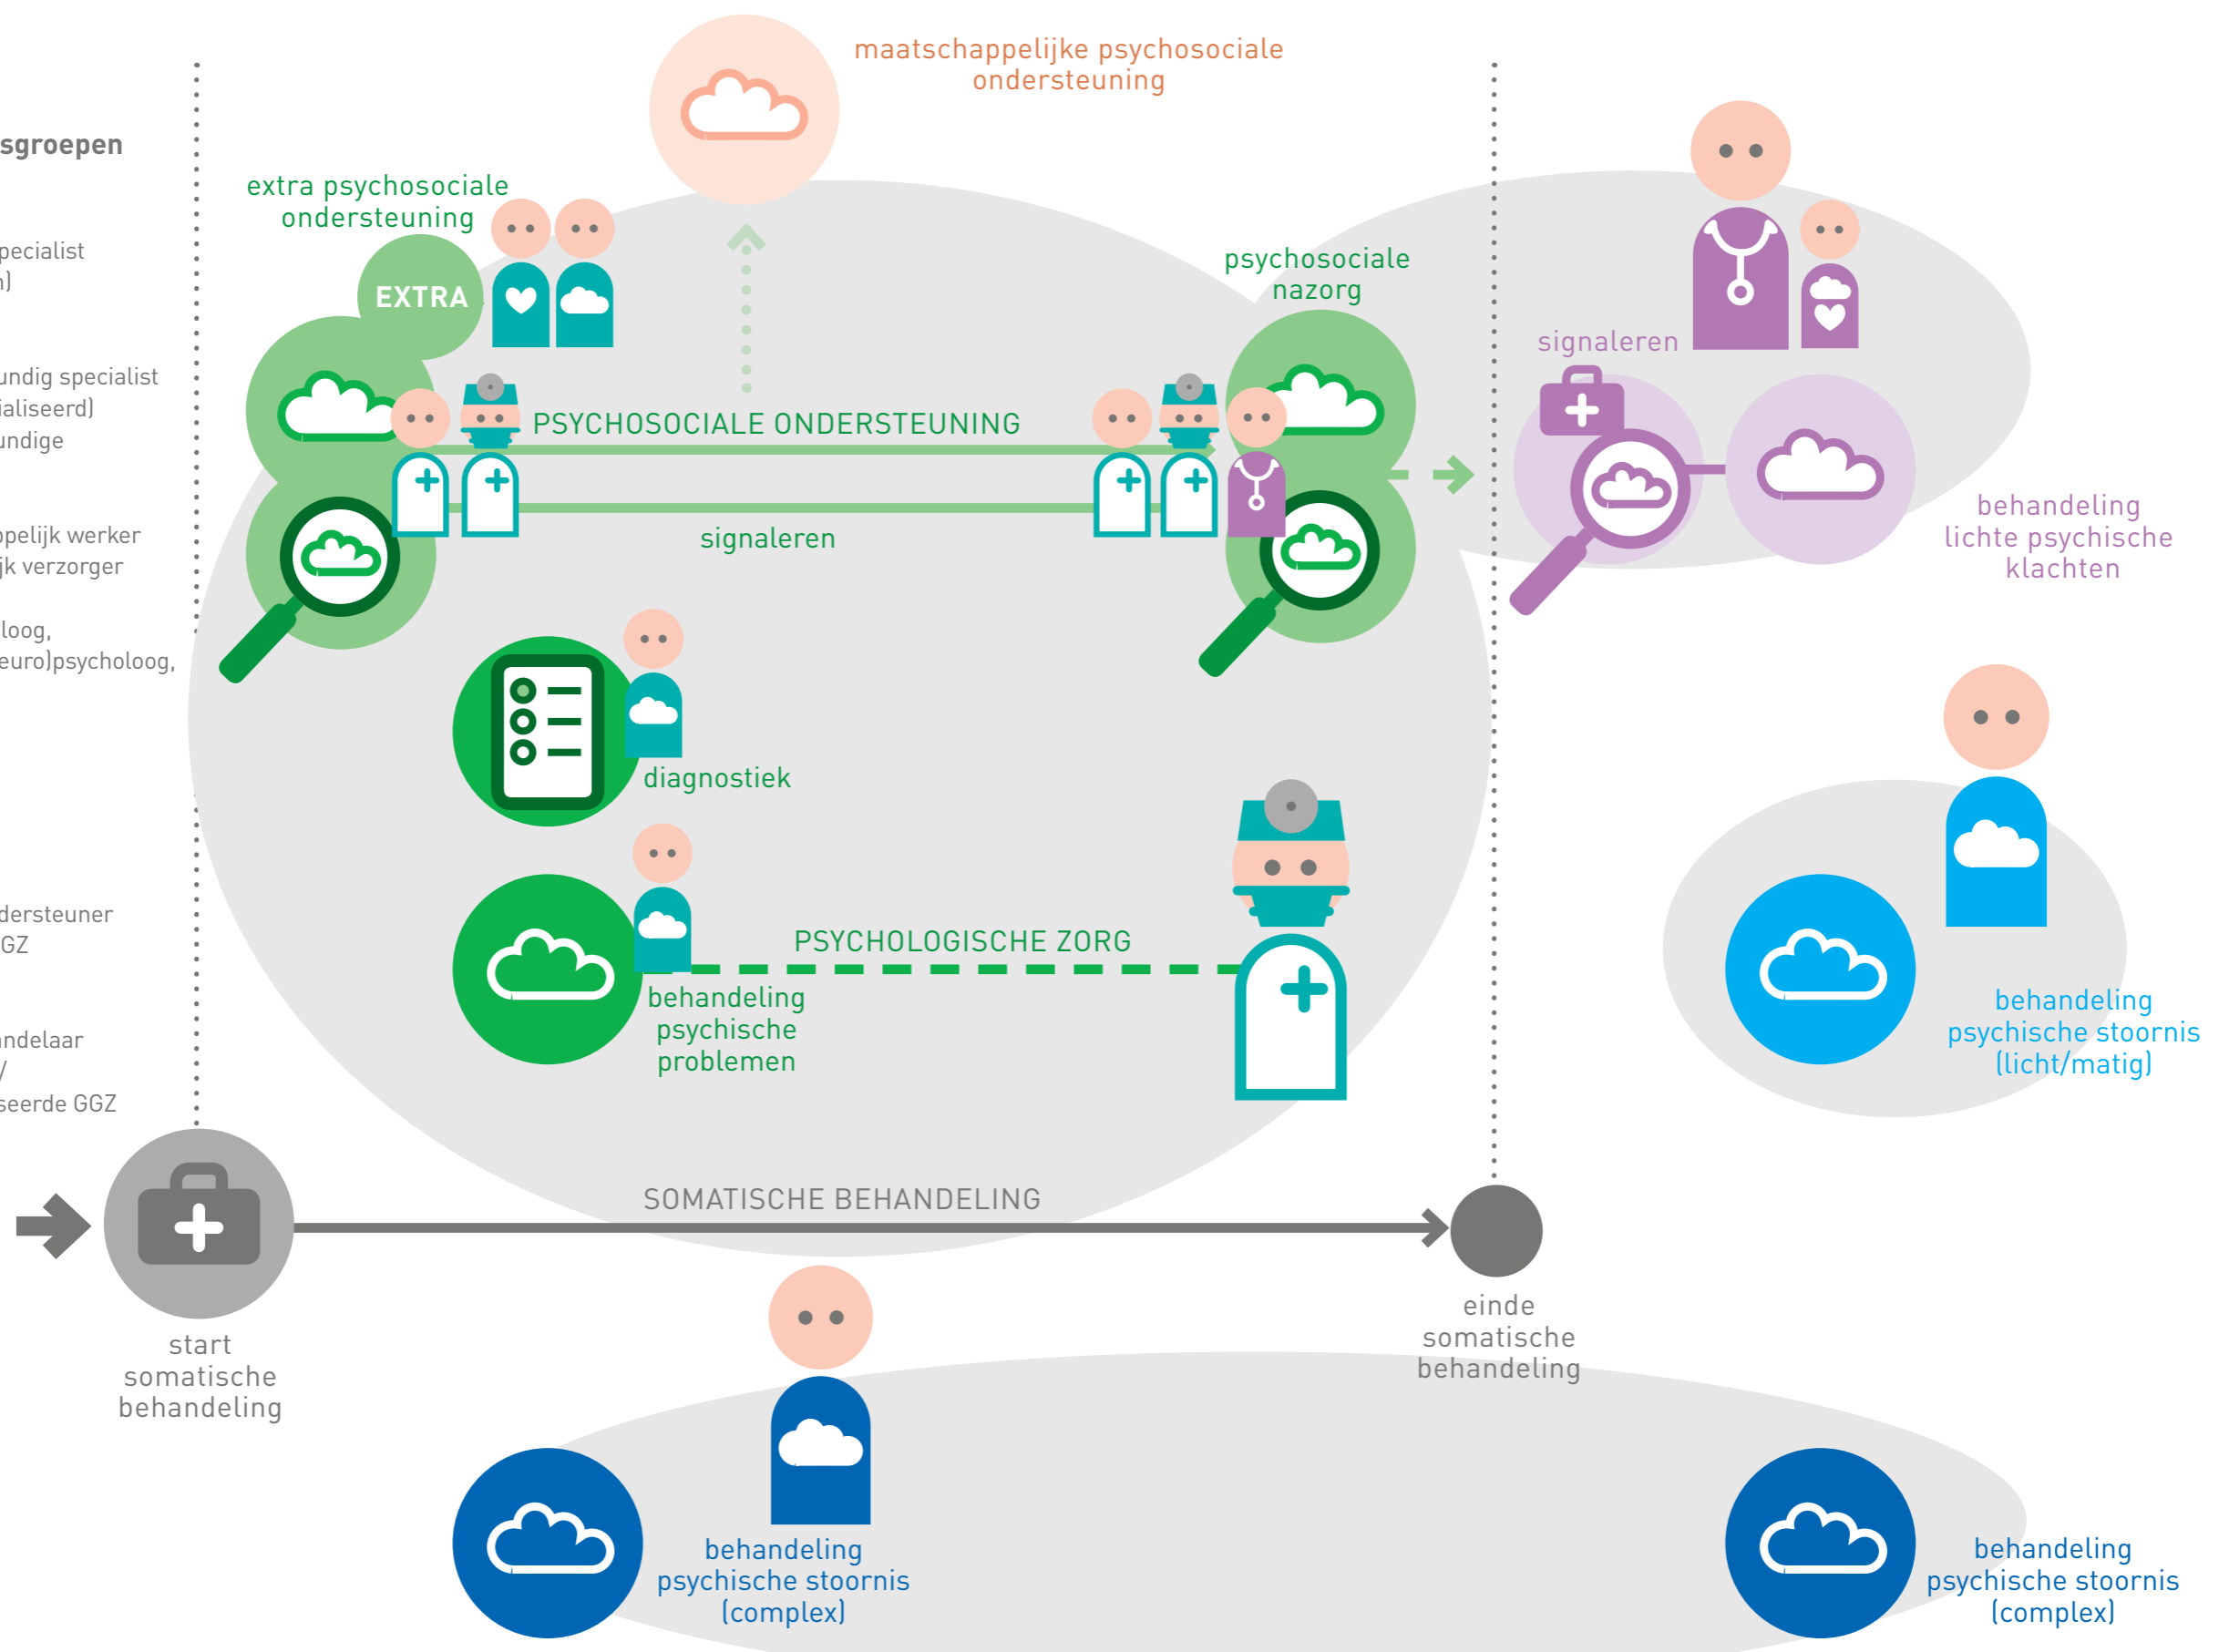 sgroepen
pecialist
n)
undig specialist
ialiseerd)
undige
ppelijk werker
jk verzorger
loog,
euro)psycholoog,
dersteuner
GZ
andelaar
/
seerde GGZ
maatschappelijke psychosociale
ondersteuning
extra psychosociale
ondersteuning
EXTRA
PSYCHOSOCIALE ONDERSTEUNING
signaleren
psychosociale
nazorg
signaleren
behandeling
lichte psychische
klachten
diagnostiek
PSYCHOLOGISCHE ZORG
behandeling
psychische
problemen
behandeling
psychische stoornis
(licht/matig)
SOMATISCHE BEHANDELING
start
somatische
behandeling
einde
somatische
behandeling
behandeling
psychische stoornis
(complex)
behandeling
psychische stoornis
(complex)